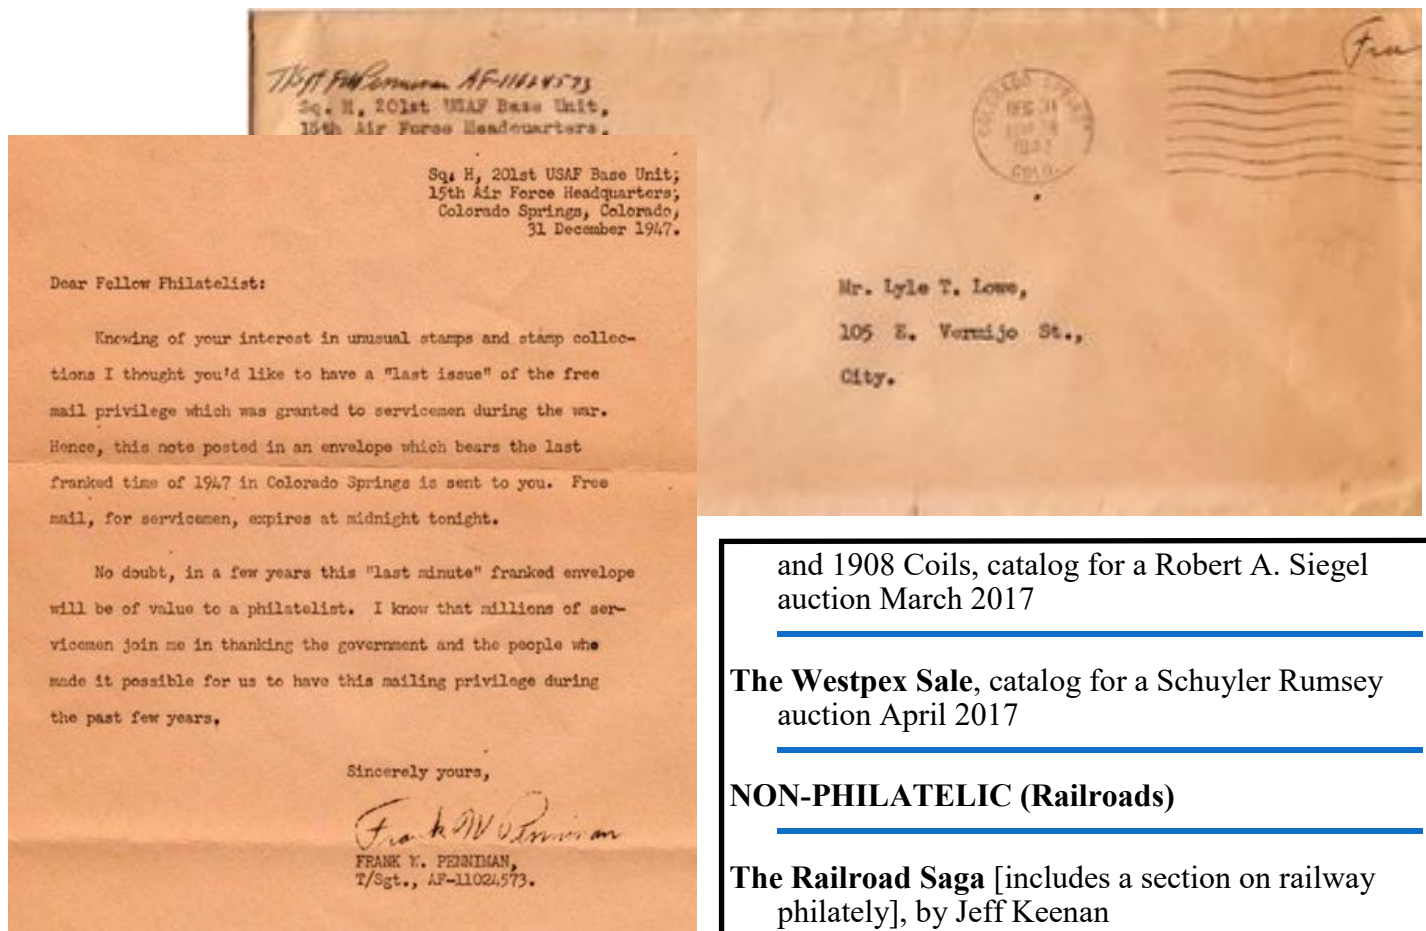 T/Sgt FW Penniman AF-11024573
Sq. H, 201st USAF Base Unit,
15th Air Force Headquarters,
COLORADO SPRINGS
DEC 31
COLO.
Mr. Lyle T. Lowe,
105 E. Vermijo St.,
City.
Sq. H, 201st USAF Base Unit;
15th Air Force Headquarters;
Colorado Springs, Colorado,
31 December 1947.
Dear Fellow Philatelist:
Knowing of your interest in unusual stamps and stamp collec-
tions I thought you'd like to have a "last issue" of the free
mail privilege which was granted to servicemen during the war.
Hence, this note posted in an envelope which bears the last
franked time of 1947 in Colorado Springs is sent to you. Free
mail, for servicemen, expires at midnight tonight.
No doubt, in a few years this "last minute" franked envelope
will be of value to a philatelist. I know that millions of ser-
vicemen join me in thanking the government and the people who
made it possible for us to have this mailing privilege during
the past few years.
Sincerely yours,
Frank W Penniman
FRANK W. PENNIMAN,
T/Sgt., AF-11024573.
and 1908 Coils, catalog for a Robert A. Siegel
auction March 2017
The Westpex Sale, catalog for a Schuyler Rumsey
auction April 2017
NON-PHILATELIC (Railroads)
The Railroad Saga [includes a section on railway
philately], by Jeff Keenan